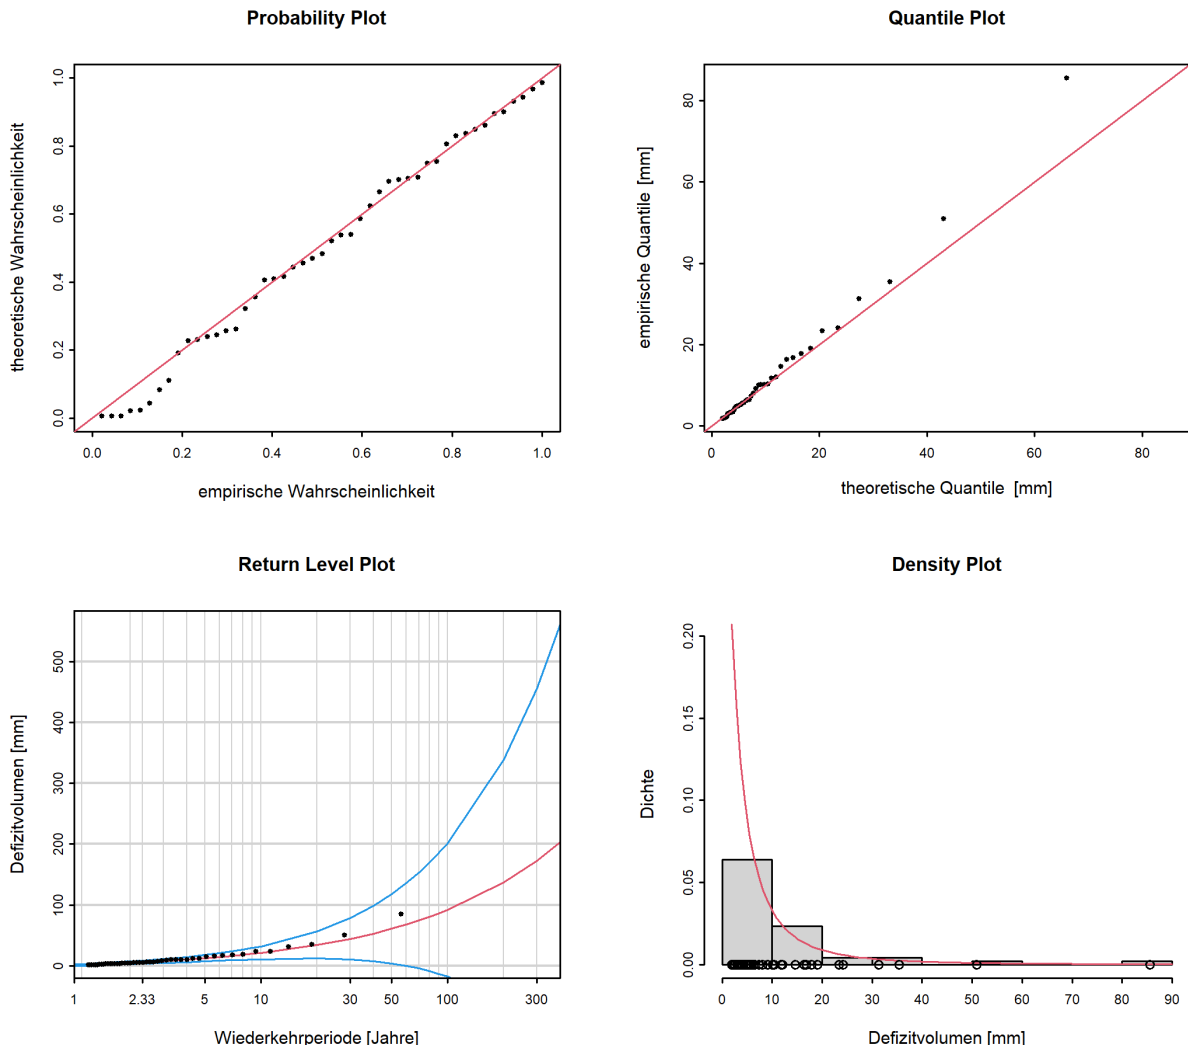 Probability Plot
theoretische Wahrscheinlichkeit
0.0 0.2 0.4 0.6 0.8 1.0
0.0 0.2 0.4 0.6 0.8 1.0
empirische Wahrscheinlichkeit
Quantile Plot
empirische Quantile [mm]
0 20 40 60 80
0 20 40 60 80
theoretische Quantile [mm]
Return Level Plot
Defizitvolumen [mm]
0 100 200 300 400 500
1 2.33 5 10 30 50 100 300
Wiederkehrperiode [Jahre]
Density Plot
Dichte
0.00 0.05 0.10 0.15 0.20
0 10 20 30 40 50 60 70 80 90
Defizitvolumen [mm]